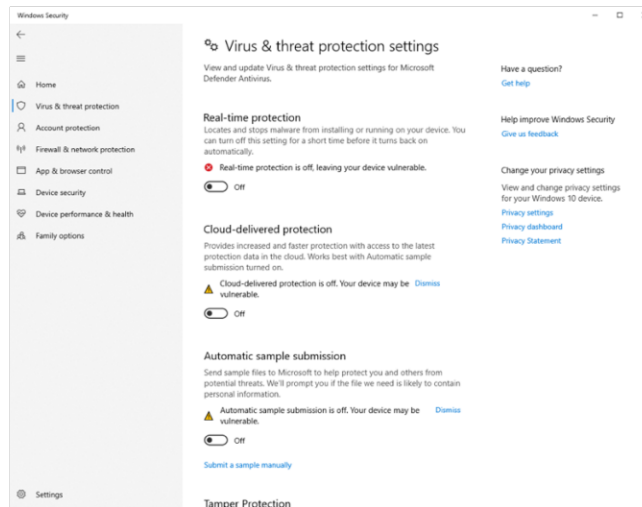 Windows Security
Home
Virus & threat protection
Account protection
Firewall & network protection
App & browser control
Device security
Device performance & health
Family options
Settings
Virus & threat protection settings
View and update Virus & threat protection settings for Microsoft
Defender Antivirus.
Real-time protection
Locates and stops malware from installing or running on your device. You
can turn off this setting for a short time before it turns back on
automatically.
Real-time protection is off, leaving your device vulnerable.
Off
Cloud-delivered protection
Provides increased and faster protection with access to the latest
protection data in the cloud. Works best with Automatic sample
submission turned on.
Cloud-delivered protection is off. Your device may be Dismiss
vulnerable.
Off
Automatic sample submission
Send sample files to Microsoft to help protect you and others from
potential threats. We'll prompt you if the file we need is likely to contain
personal information.
Automatic sample submission is off. Your device may be Dismiss
vulnerable.
Off
Submit a sample manually
Tamper Protection
Have a question?
Get help
Help improve Windows Security
Give us feedback
Change your privacy settings
View and change privacy settings
for your Windows 10 device.
Privacy settings
Privacy dashboard
Privacy Statement